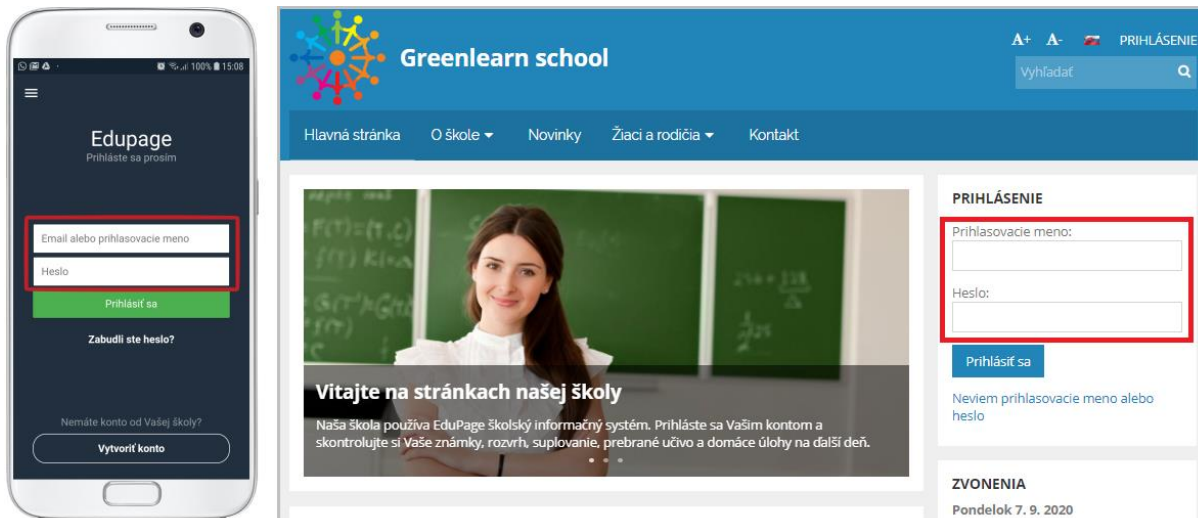 100% 15:08
Edupage
Prihláste sa prosím
Email alebo prihlasovacie meno
Heslo
Prihlásiť sa
Zabudli ste heslo?
Nemáte konto od Vašej školy?
Vytvoriť konto
Greenlearn school
A+ A- PRIHLÁSENIE
Vyhľadať
Hlavná stránka O škole Novinky Žiaci a rodičia Kontakt
Vitajte na stránkach našej školy
Naša škola používa EduPage školský informačný systém. Prihláste sa Vašim kontom a
skontrolujte si Vaše známky, rozvrh, suplovanie, prebrané učivo a domáce úlohy na ďalší deň.
PRIHLÁSENIE
Prihlasovacie meno:
Heslo:
Prihlásiť sa
Neviem prihlasovacie meno alebo
heslo
ZVONENIA
Pondelok 7. 9. 2020